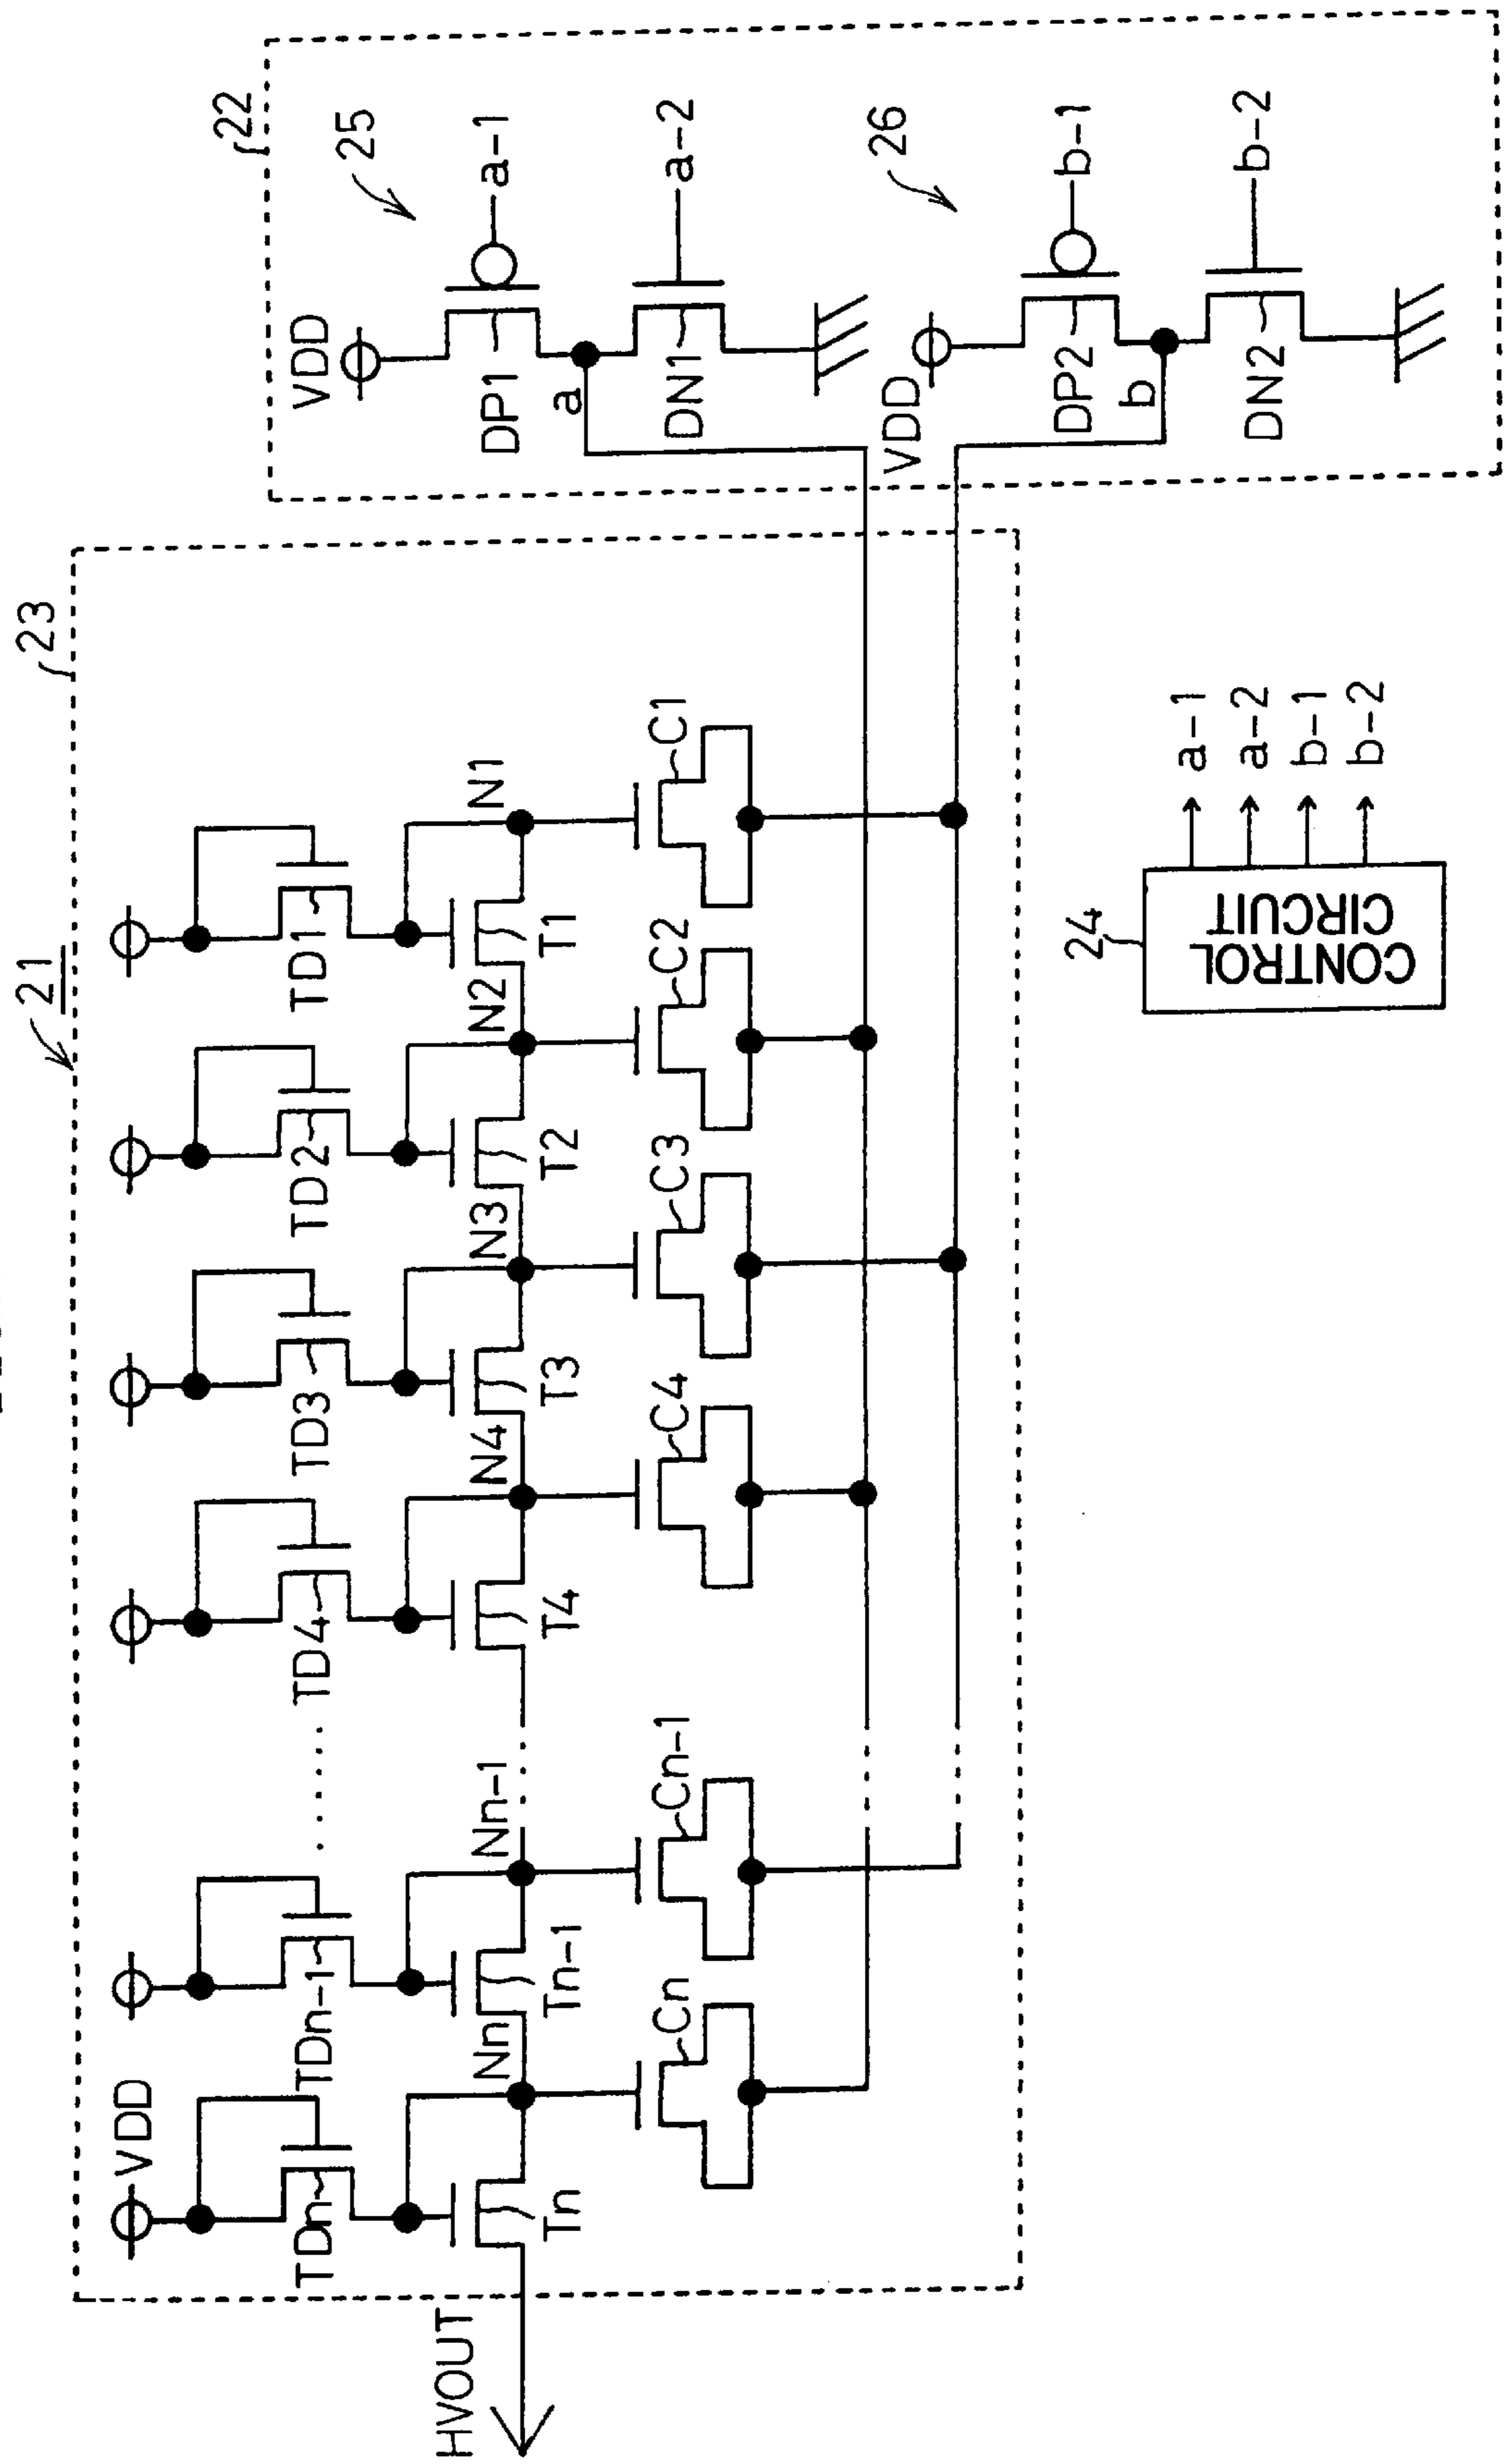 21
23
22
VDD
TDn
TDn-1
TD4
TD3
TD2
TD1
HVOUT
Nn
Nn-1
N4
N3
N2
N1
Tn
Tn-1
T4
T3
T2
T1
Cn
Cn-1
C4
C3
C2
C1
25
VDD
DP1
a-1
a
DN1
a-2
26
VDD
DP2
b-1
b
DN2
b-2
24
CONTROL
CIRCUIT
a-1
a-2
b-1
b-2